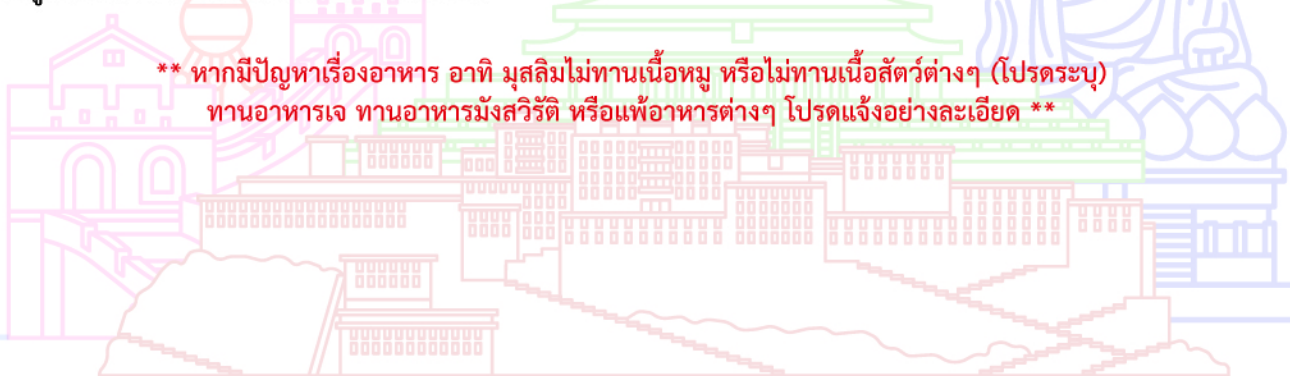 ** หากมีปัญหาเรื่องอาหาร อาทิ มุสลิมไม่ทานเนื้อหมู หรือไม่ทานเนื้อสัตว์ต่างๆ (โปรดระบุ)
ทานอาหารเจ ทานอาหารมังสวิรัติ หรือแพ้อาหารต่างๆ โปรดแจ้งอย่างละเอียด **